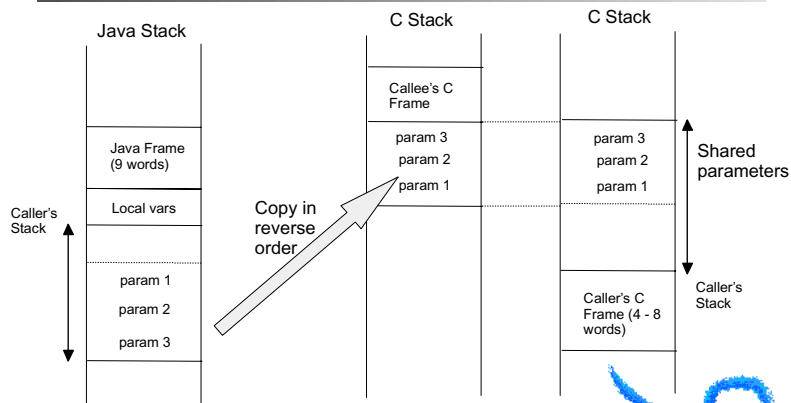 Java Stack
C Stack
C Stack
Callee's C
Frame
Java Frame
(9 words)
param 3
param 2
param 1
param 3
param 2
param 1
Shared
parameters
Caller's
Stack
Local vars
Copy in
reverse
order
param 1
param 2
param 3
Caller's C
Frame (4 - 8
words)
Caller's
Stack